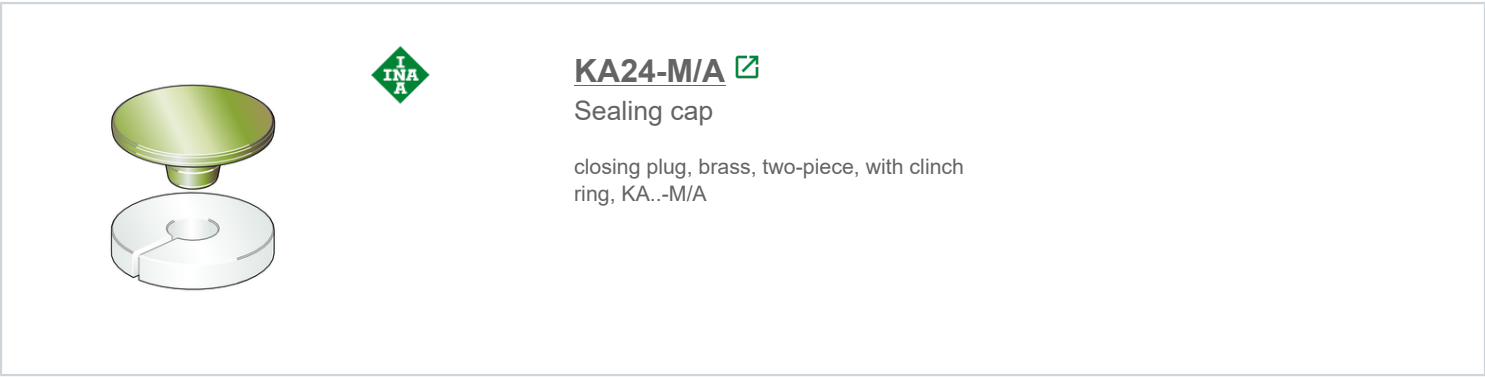 I
INA
A
KA24-M/A
Sealing cap
closing plug, brass, two-piece, with clinch
ring, KA..-M/A